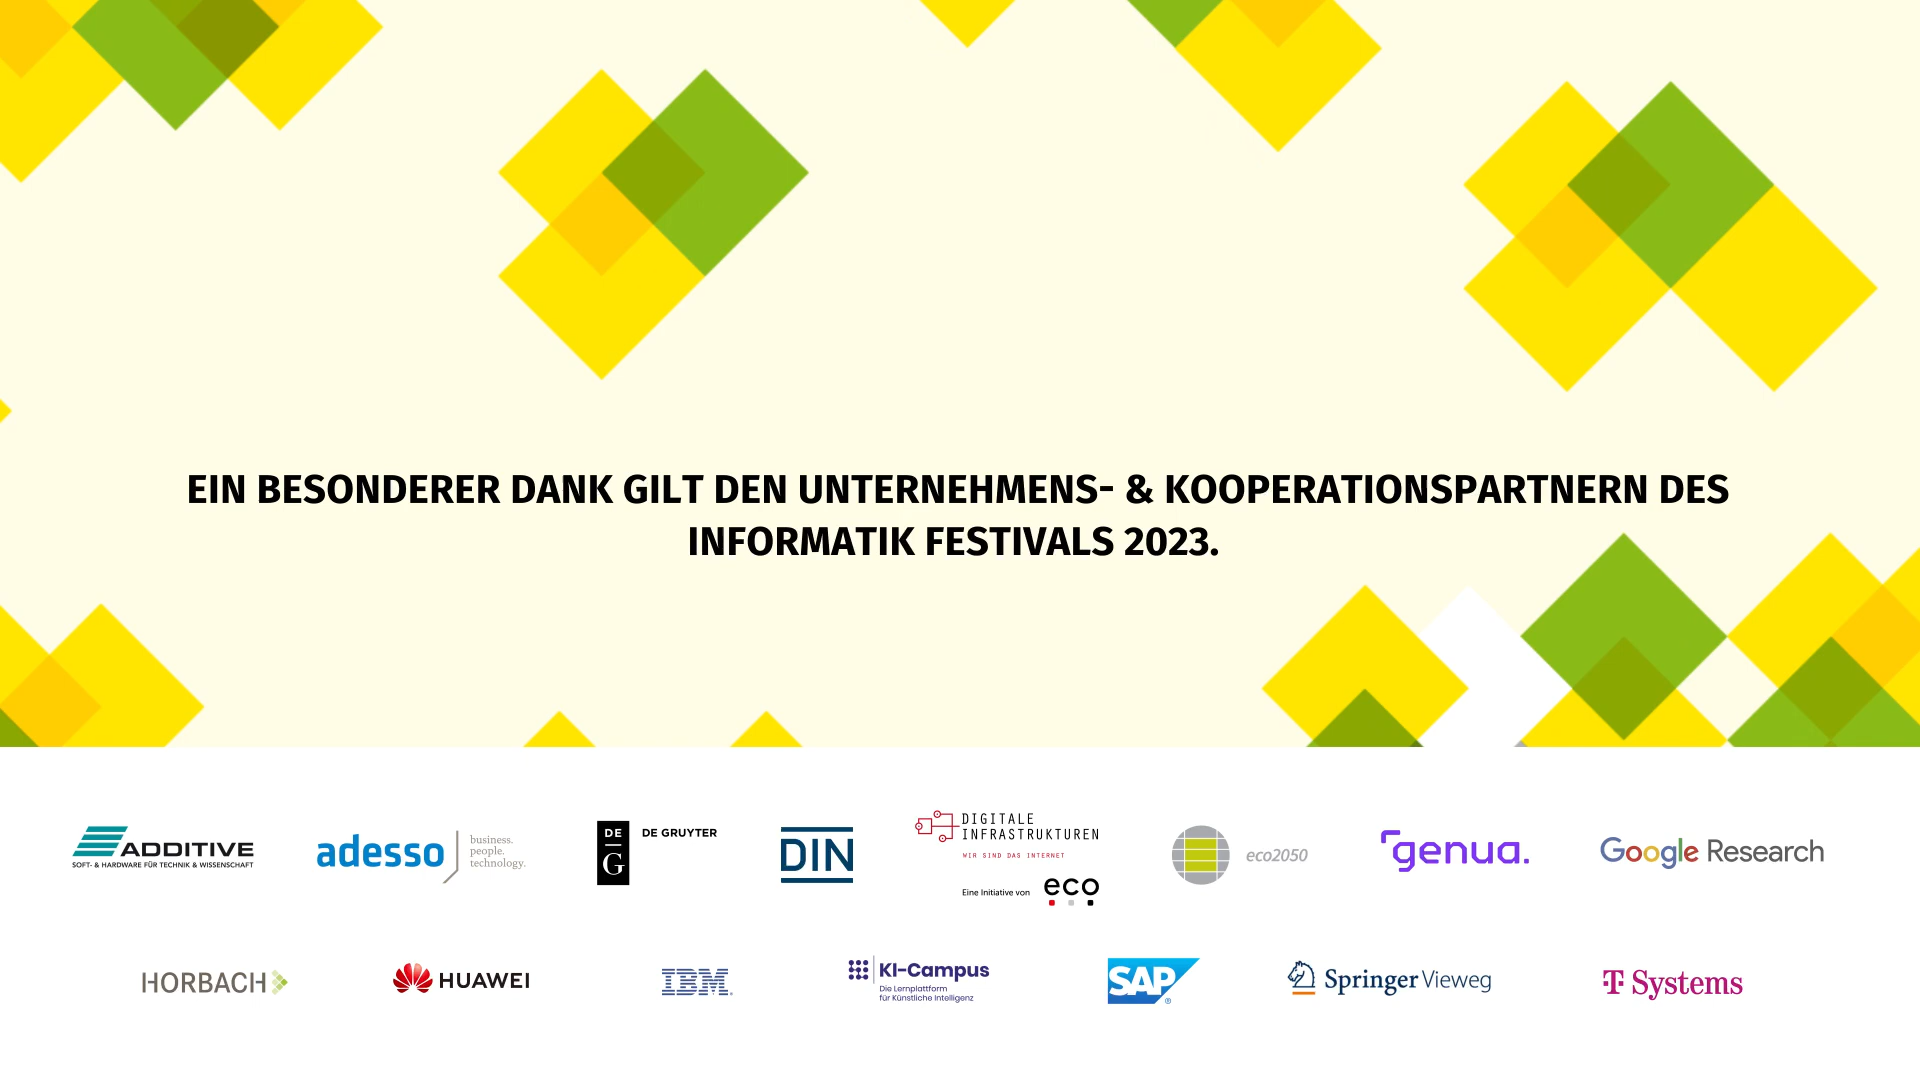 EIN BESONDERER DANK GILT DEN UNTERNEHMENS- & KOOPERATIONSPARTNERN DES
INFORMATIK FESTIVALS 2023.
ADDITIVE
SOFT- & HARDWARE FÜR TECHNIK & WISSENSCHAFT
adesso
business.
people.
technology.
DE
G
DE GRUYTER
DIN
DIGITALE
INFRASTRUKTUREN
WIR SIND DAS INTERNET
Eine Initiative von eco
eco2050
genua.
Google Research
HORBACH
HUAWEI
IBM®
KI-Campus
Die Lernplattform
für Künstliche Intelligenz
SAP®
Springer Vieweg
T Systems